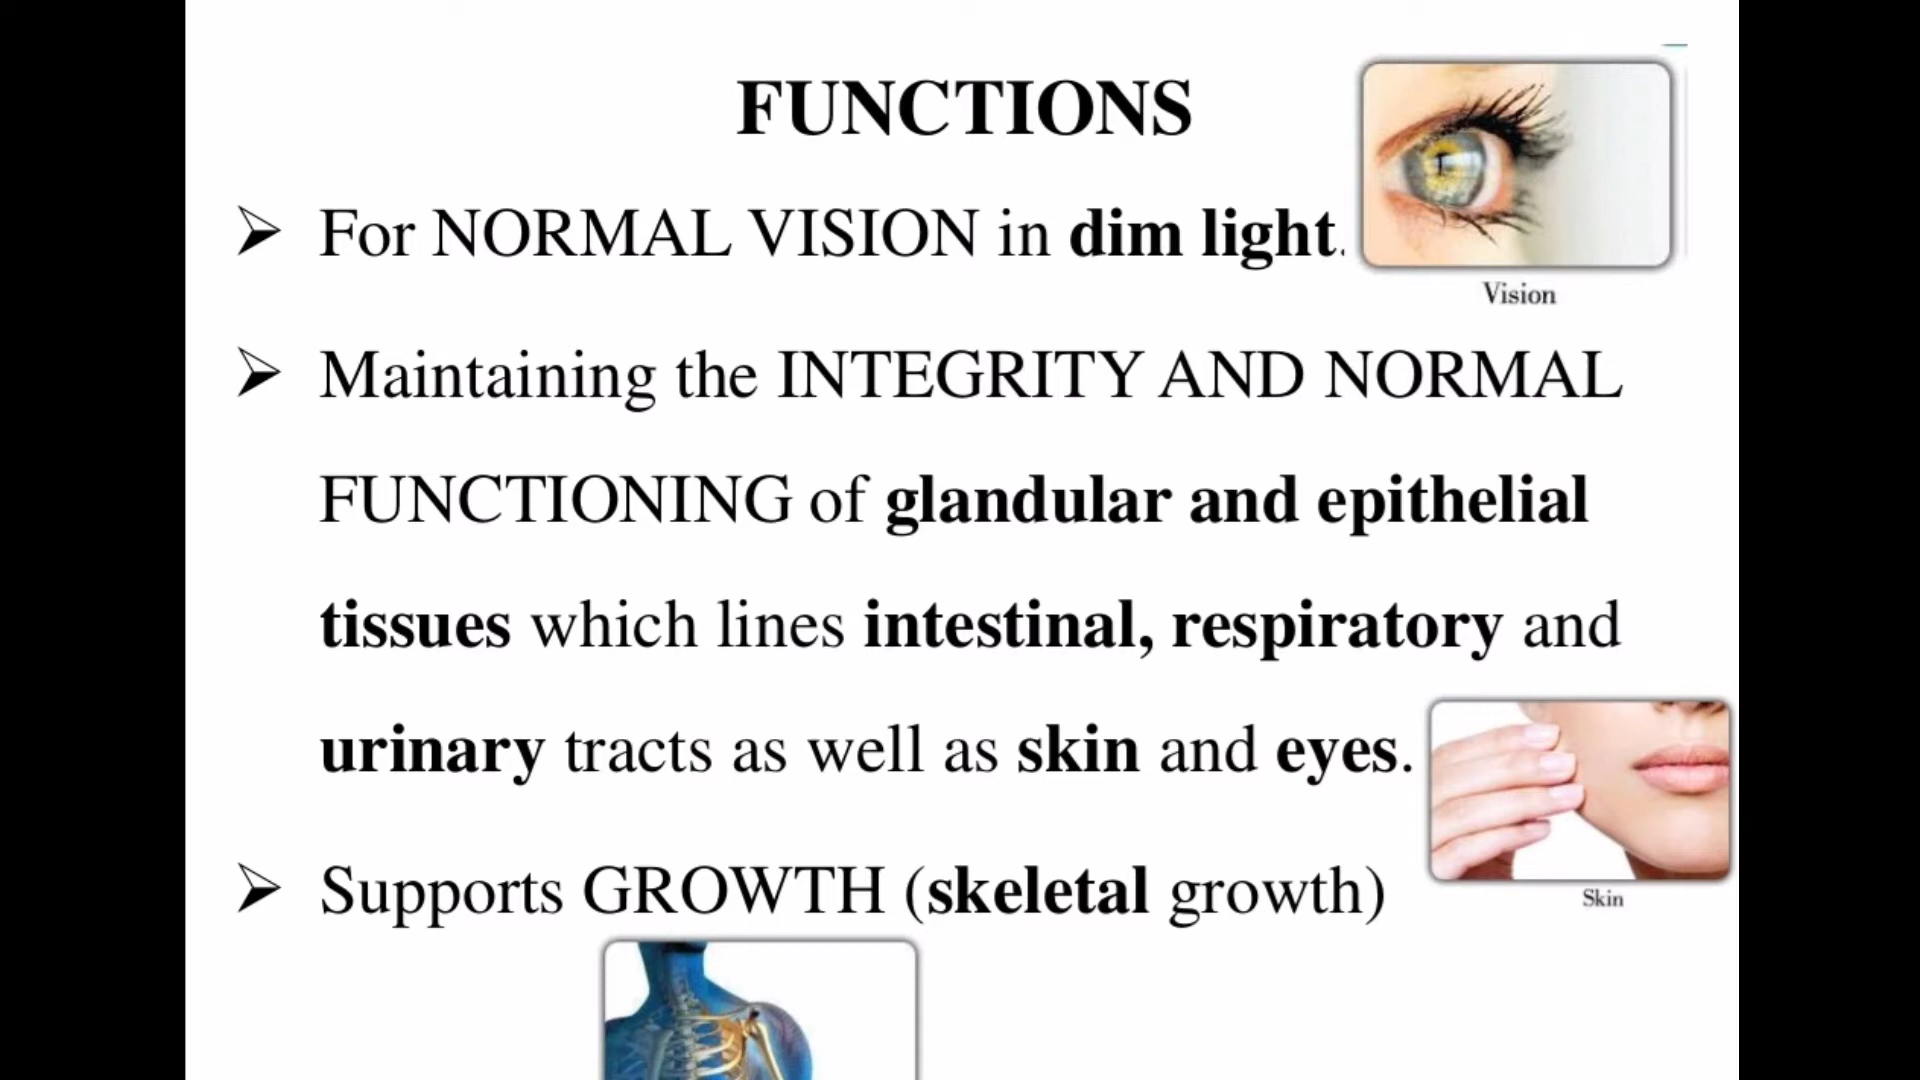 FUNCTIONS
➢ For NORMAL VISION in dim light.
Vision
➢ Maintaining the INTEGRITY AND NORMAL
FUNCTIONING of glandular and epithelial
tissues which lines intestinal, respiratory and
urinary tracts as well as skin and eyes.
Skin
➢ Supports GROWTH (skeletal growth)